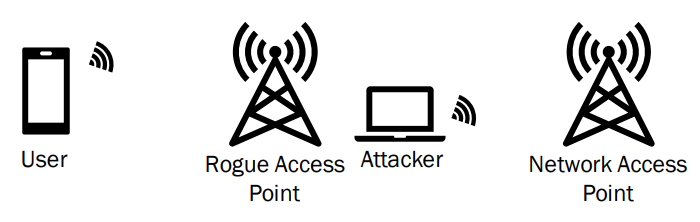 User
Rogue Access
Point
Attacker
Network Access
Point